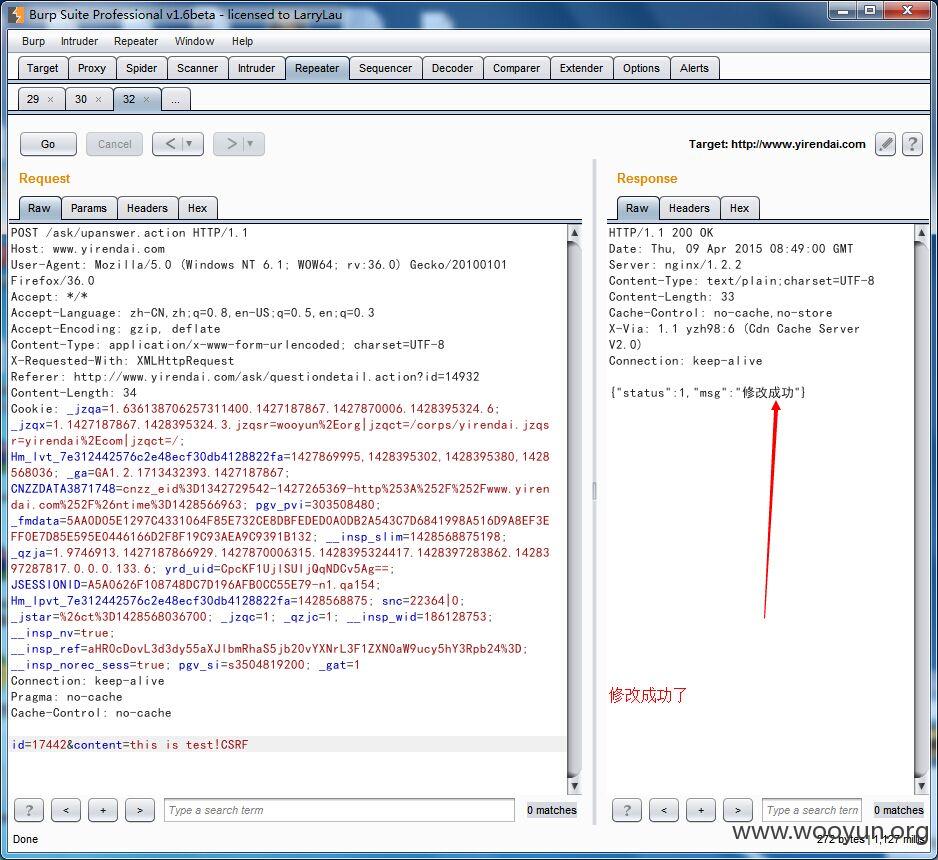 Burp Suite Professional v1.6beta - licensed to LarryLau
Burp Intruder Repeater Window Help
Target Proxy Spider Scanner Intruder Repeater Sequencer Decoder Comparer Extender Options Alerts
29 × 30 × 32 × ...
Go Cancel < > Target: http://www.yirendai.com ?
Request
Raw Params Headers Hex
POST /ask/upanswer.action HTTP/1.1
Host: www.yirendai.com
User-Agent: Mozilla/5.0 (Windows NT 6.1; WOW64; rv:36.0) Gecko/20100101
Firefox/36.0
Accept: */*
Accept-Language: zh-CN,zh;q=0.8,en-US;q=0.5,en;q=0.3
Accept-Encoding: gzip, deflate
Content-Type: application/x-www-form-urlencoded; charset=UTF-8
X-Requested-With: XMLHttpRequest
Referer: http://www.yirendai.com/ask/questiondetail.action?id=14932
Content-Length: 34
Cookie: _jzqa=1.636138706257311400.1427187867.1427870006.1428395324.6;
_jzqx=1.1427187867.1428395324.3.jzqsr=wooyun%2Eorg|jzqct=/corps/yirendai.jzqs
r=yirendai%2Ecom|jzqct=/;
Hm_lvt_7e312442576c2e48ecf30db4128822fa=1427869995,1428395302,1428395380,1428
568036; _ga=GA1.2.1713432393.1427187867;
CNZZDATA3871748=cnzz_eid%3D1342729542-1427265369-http%253A%252F%252Fwww.yiren
dai.com%252F%26ntime%3D1428566963; pgv_pvi=303508480;
_fmdata=5AA0D05E1297C4331064F85E732CE8DBFEDED0A0DB2A543C7D6841998A516D9A8EF3E
FF0E7D85E595E0446166D2F8F19C93AEA9C9391B132; __insp_slim=1428568875198;
_qzja=1.9746913.1427187866929.1427870006315.1428395324417.1428397283862.14283
97287817.0.0.0.133.6; yrd_uid=CpcKF1UjlSUljQqNDCv5Ag==;
JSESSIONID=A5A0626F108748DC7D196AFB0CC55E79-n1.qa154;
Hm_lpvt_7e312442576c2e48ecf30db4128822fa=1428568875; snc=22364|0;
_jstar=%26ct%3D1428568036700; _jzqc=1; _qzjc=1; __insp_wid=186128753;
__insp_nv=true;
__insp_ref=aHR0cDovL3d3dy55aXJlbmRhaS5jb20vYXNrL3F1ZXN0aW9ucy5hY3Rpb24%3D;
__insp_norec_sess=true; pgv_si=s3504819200; _gat=1
Connection: keep-alive
Pragma: no-cache
Cache-Control: no-cache
id=17442&content=this is test!CSRF
? < + > Type a search term 0 matches
Response
Raw Headers Hex
HTTP/1.1 200 OK
Date: Thu, 09 Apr 2015 08:49:00 GMT
Server: nginx/1.2.2
Content-Type: text/plain;charset=UTF-8
Content-Length: 33
Cache-Control: no-cache,no-store
X-Via: 1.1 yzh98:6 (Cdn Cache Server
V2.0)
Connection: keep-alive
{"status":1,"msg":"修改成功"}
修改成功了
? < + > Type a search term 0 matches
Done
272 bytes | 1,127 millis
www.wooyun.org